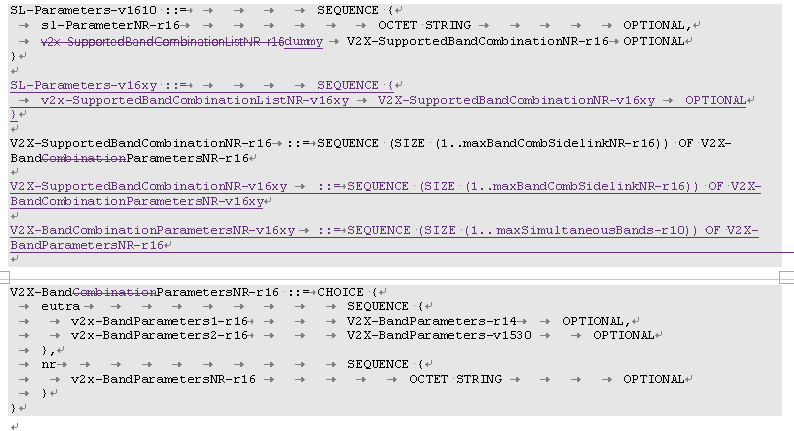 SL-Parameters-v1610 ::= SEQUENCE {
sl-ParameterNR-r16 OCTET STRING OPTIONAL,
v2x-SupportedBandCombinationListNR-r16dummy V2X-SupportedBandCombinationNR-r16 OPTIONAL
}
SL-Parameters-v16xy ::= SEQUENCE {
v2x-SupportedBandCombinationListNR-v16xy V2X-SupportedBandCombinationNR-v16xy OPTIONAL
}
V2X-SupportedBandCombinationNR-r16 ::= SEQUENCE (SIZE (1..maxBandCombSidelinkNR-r16)) OF V2X-
BandCombinationParametersNR-r16
V2X-SupportedBandCombinationNR-v16xy ::= SEQUENCE (SIZE (1..maxBandCombSidelinkNR-r16)) OF V2X-
BandCombinationParametersNR-v16xy
V2X-BandCombinationParametersNR-v16xy ::= SEQUENCE (SIZE (1..maxSimultaneousBands-r10)) OF V2X-
BandParametersNR-r16
V2X-BandCombinationParametersNR-r16 ::= CHOICE {
eutra SEQUENCE {
v2x-BandParameters1-r16 V2X-BandParameters-r14 OPTIONAL,
v2x-BandParameters2-r16 V2X-BandParameters-v1530 OPTIONAL
},
nr SEQUENCE {
v2x-BandParametersNR-r16 OCTET STRING OPTIONAL
}
}